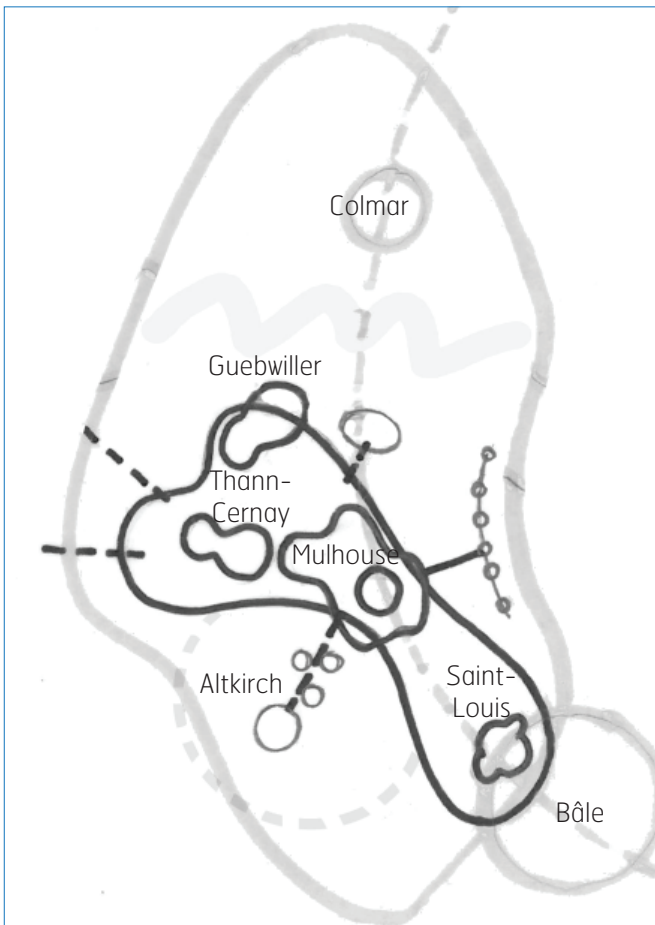 Colmar
Guebwiller
Thann-
Cernay
Mulhouse
Altkirch
Saint-
Louis
Bâle